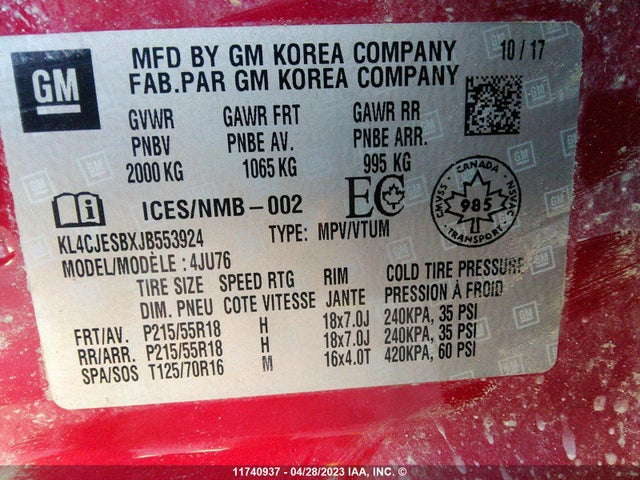 GM
MFD BY GM KOREA COMPANY 10/17
FAB.PAR GM KOREA COMPANY
GVWR GAWR FRT GAWR RR
PNBV PNBE AV. PNBE ARR.
2000 KG 1065 KG 995 KG
ICES/NMB-002 EC
CANADA
CMVSS NSVAC
985
TRANSPORT
KL4CJESBXJB553924 TYPE: MPV/VTUM
MODEL/MODÈLE: 4JU76
TIRE SIZE SPEED RTG RIM COLD TIRE PRESSURE
DIM. PNEU COTE VITESSE JANTE PRESSION À FROID
FRT/AV. P215/55R18 H 18x7.0J 240KPA, 35 PSI
RR/ARR. P215/55R18 H 18x7.0J 240KPA, 35 PSI
SPA/SOS T125/70R16 M 16x4.0T 420KPA, 60 PSI
11740937 - 04/28/2023 IAA, INC. ©